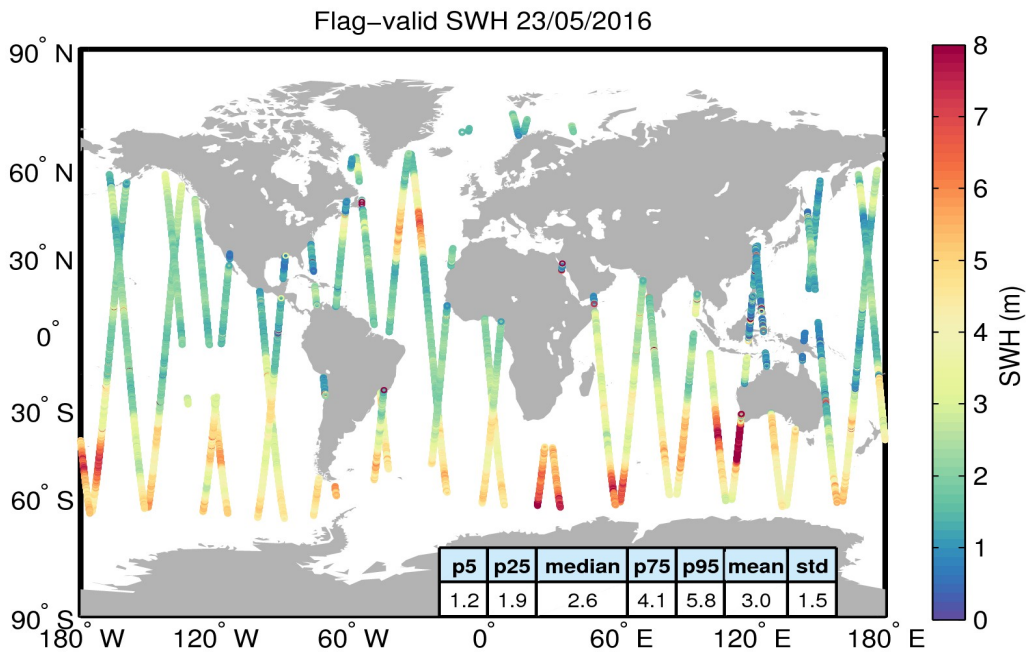 Flag−valid SWH 23/05/2016
90° N
60° N
30° N
0°
30° S
60° S
90° S
180° W
120° W
60° W
0°
60° E
120° E
180° E
p5 p25 median p75 p95 mean std
1.2 1.9 2.6 4.1 5.8 3.0 1.5
8
7
6
5
4
3
2
1
0
SWH (m)